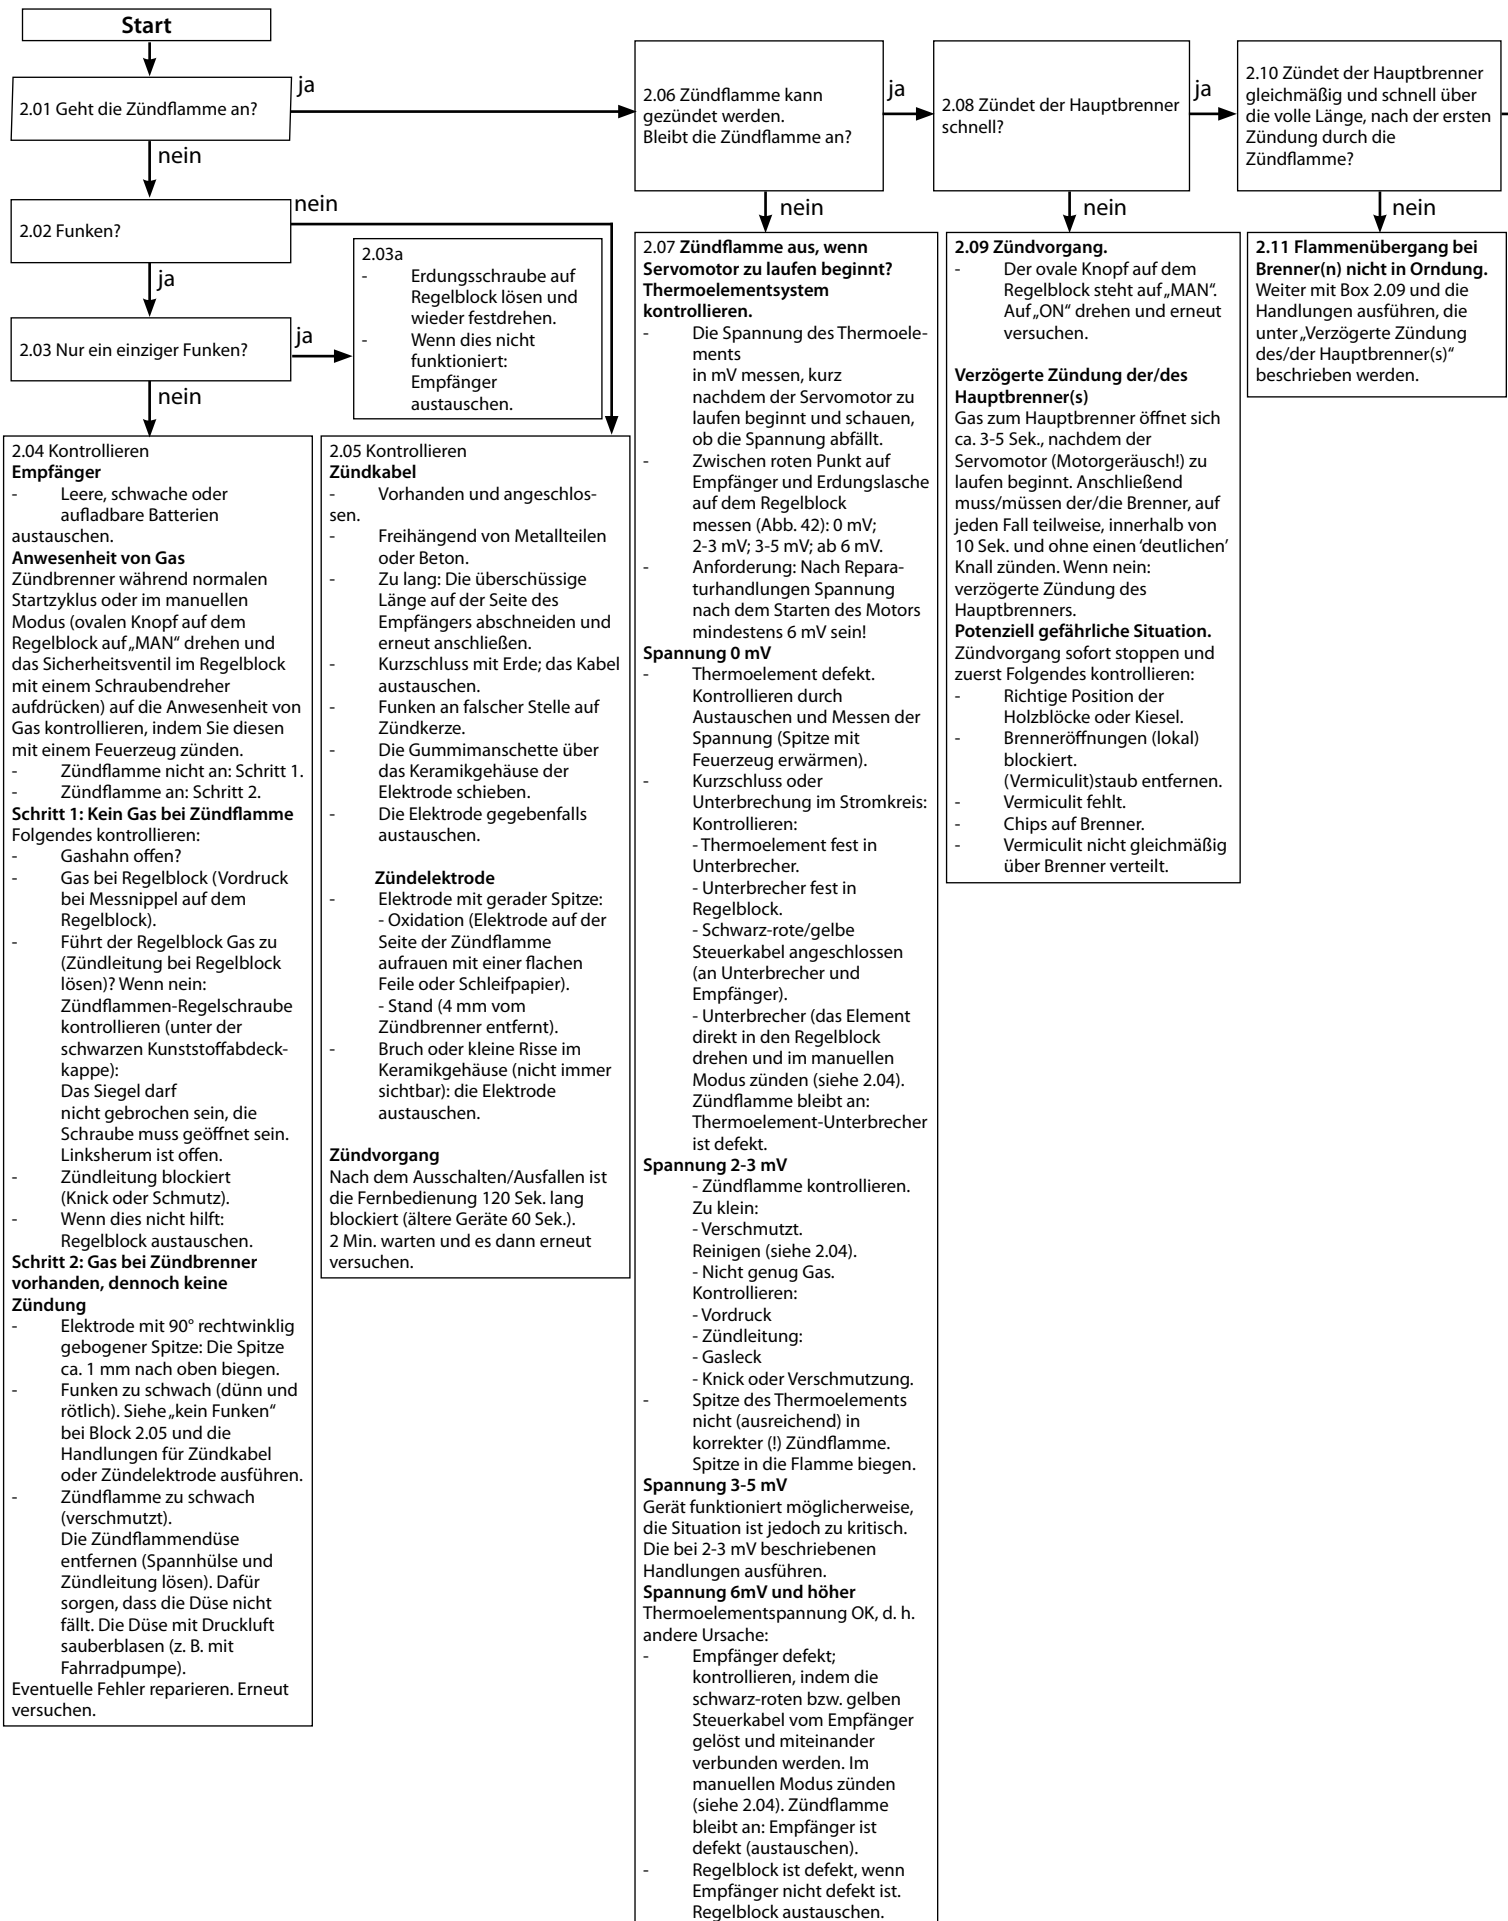 Start
2.01 Geht die Zündflamme an?
ja
nein
2.02 Funken?
nein
ja
2.03 Nur ein einziger Funken?
ja
nein
2.03a
- Erdungsschraube auf
Regelblock lösen und
wieder festdrehen.
- Wenn dies nicht
funktioniert:
Empfänger
austauschen.
2.04 Kontrollieren
Empfänger
- Leere, schwache oder
aufladbare Batterien
austauschen.
Anwesenheit von Gas
Zündbrenner während normalen
Startzyklus oder im manuellen
Modus (ovalen Knopf auf dem
Regelblock auf „MAN“ drehen und
das Sicherheitsventil im Regelblock
mit einem Schraubendreher
aufdrücken) auf die Anwesenheit von
Gas kontrollieren, indem Sie diesen
mit einem Feuerzeug zünden.
- Zündflamme nicht an: Schritt 1.
- Zündflamme an: Schritt 2.
Schritt 1: Kein Gas bei Zündflamme
Folgendes kontrollieren:
- Gashahn offen?
- Gas bei Regelblock (Vordruck
bei Messnippel auf dem
Regelblock).
- Führt der Regelblock Gas zu
(Zündleitung bei Regelblock
lösen)? Wenn nein:
Zündflammen-Regelschraube
kontrollieren (unter der
schwarzen Kunststoffabdeck-
kappe):
Das Siegel darf
nicht gebrochen sein, die
Schraube muss geöffnet sein.
Linksherum ist offen.
- Zündleitung blockiert
(Knick oder Schmutz).
- Wenn dies nicht hilft:
Regelblock austauschen.
Schritt 2: Gas bei Zündbrenner
vorhanden, dennoch keine
Zündung
- Elektrode mit 90° rechtwinklig
gebogener Spitze: Die Spitze
ca. 1 mm nach oben biegen.
- Funken zu schwach (dünn und
rötlich). Siehe „kein Funken“
bei Block 2.05 und die
Handlungen für Zündkabel
oder Zündelektrode ausführen.
- Zündflamme zu schwach
(verschmutzt).
Die Zündflammendüse
entfernen (Spannhülse und
Zündleitung lösen). Dafür
sorgen, dass die Düse nicht
fällt. Die Düse mit Druckluft
sauberblasen (z. B. mit
Fahrradpumpe).
Eventuelle Fehler reparieren. Erneut
versuchen.
2.05 Kontrollieren
Zündkabel
- Vorhanden und angeschlos-
sen.
- Freihängend von Metallteilen
oder Beton.
- Zu lang: Die überschüssige
Länge auf der Seite des
Empfängers abschneiden und
erneut anschließen.
- Kurzschluss mit Erde; das Kabel
austauschen.
- Funken an falscher Stelle auf
Zündkerze.
- Die Gummimanschette über
das Keramikgehäuse der
Elektrode schieben.
- Die Elektrode gegebenfalls
austauschen.
Zündelektrode
- Elektrode mit gerader Spitze:
- Oxidation (Elektrode auf der
Seite der Zündflamme
aufrauen mit einer flachen
Feile oder Schleifpapier).
- Stand (4 mm vom
Zündbrenner entfernt).
- Bruch oder kleine Risse im
Keramikgehäuse (nicht immer
sichtbar): die Elektrode
austauschen.
Zündvorgang
Nach dem Ausschalten/Ausfallen ist
die Fernbedienung 120 Sek. lang
blockiert (ältere Geräte 60 Sek.).
2 Min. warten und es dann erneut
versuchen.
2.06 Zündflamme kann
gezündet werden.
Bleibt die Zündflamme an?
ja
nein
2.07 Zündflamme aus, wenn
Servomotor zu laufen beginnt?
Thermoelementsystem
kontrollieren.
- Die Spannung des Thermoele-
ments
in mV messen, kurz
nachdem der Servomotor zu
laufen beginnt und schauen,
ob die Spannung abfällt.
- Zwischen roten Punkt auf
Empfänger und Erdungslasche
auf dem Regelblock
messen (Abb. 42): 0 mV;
2-3 mV; 3-5 mV; ab 6 mV.
- Anforderung: Nach Repara-
turhandlungen Spannung
nach dem Starten des Motors
mindestens 6 mV sein!
Spannung 0 mV
- Thermoelement defekt.
Kontrollieren durch
Austauschen und Messen der
Spannung (Spitze mit
Feuerzeug erwärmen).
- Kurzschluss oder
Unterbrechung im Stromkreis:
Kontrollieren:
- Thermoelement fest in
Unterbrecher.
- Unterbrecher fest in
Regelblock.
- Schwarz-rote/gelbe
Steuerkabel angeschlossen
(an Unterbrecher und
Empfänger).
- Unterbrecher (das Element
direkt in den Regelblock
drehen und im manuellen
Modus zünden (siehe 2.04).
Zündflamme bleibt an:
Thermoelement-Unterbrecher
ist defekt.
Spannung 2-3 mV
- Zündflamme kontrollieren.
Zu klein:
- Verschmutzt.
Reinigen (siehe 2.04).
- Nicht genug Gas.
Kontrollieren:
- Vordruck
- Zündleitung:
- Gasleck
- Knick oder Verschmutzung.
- Spitze des Thermoelements
nicht (ausreichend) in
korrekter (!) Zündflamme.
Spitze in die Flamme biegen.
Spannung 3-5 mV
Gerät funktioniert möglicherweise,
die Situation ist jedoch zu kritisch.
Die bei 2-3 mV beschriebenen
Handlungen ausführen.
Spannung 6mV und höher
Thermoelementspannung OK, d. h.
andere Ursache:
- Empfänger defekt;
kontrollieren, indem die
schwarz-roten bzw. gelben
Steuerkabel vom Empfänger
gelöst und miteinander
verbunden werden. Im
manuellen Modus zünden
(siehe 2.04). Zündflamme
bleibt an: Empfänger ist
defekt (austauschen).
- Regelblock ist defekt, wenn
Empfänger nicht defekt ist.
Regelblock austauschen.
2.08 Zündet der Hauptbrenner
schnell?
ja
nein
2.09 Zündvorgang.
- Der ovale Knopf auf dem
Regelblock steht auf „MAN“.
Auf „ON“ drehen und erneut
versuchen.
Verzögerte Zündung der/des
Hauptbrenner(s)
Gas zum Hauptbrenner öffnet sich
ca. 3-5 Sek., nachdem der
Servomotor (Motorgeräusch!) zu
laufen beginnt. Anschließend
muss/müssen der/die Brenner, auf
jeden Fall teilweise, innerhalb von
10 Sek. und ohne einen ‘deutlichen’
Knall zünden. Wenn nein:
verzögerte Zündung des
Hauptbrenners.
Potenziell gefährliche Situation.
Zündvorgang sofort stoppen und
zuerst Folgendes kontrollieren:
- Richtige Position der
Holzblöcke oder Kiesel.
- Brenneröffnungen (lokal)
blockiert.
(Vermiculit)staub entfernen.
- Vermiculit fehlt.
- Chips auf Brenner.
- Vermiculit nicht gleichmäßig
über Brenner verteilt.
2.10 Zündet der Hauptbrenner
gleichmäßig und schnell über
die volle Länge, nach der ersten
Zündung durch die
Zündflamme?
nein
2.11 Flammenübergang bei
Brenner(n) nicht in Orndung.
Weiter mit Box 2.09 und die
Handlungen ausführen, die
unter „Verzögerte Zündung
des/der Hauptbrenner(s)“
beschrieben werden.